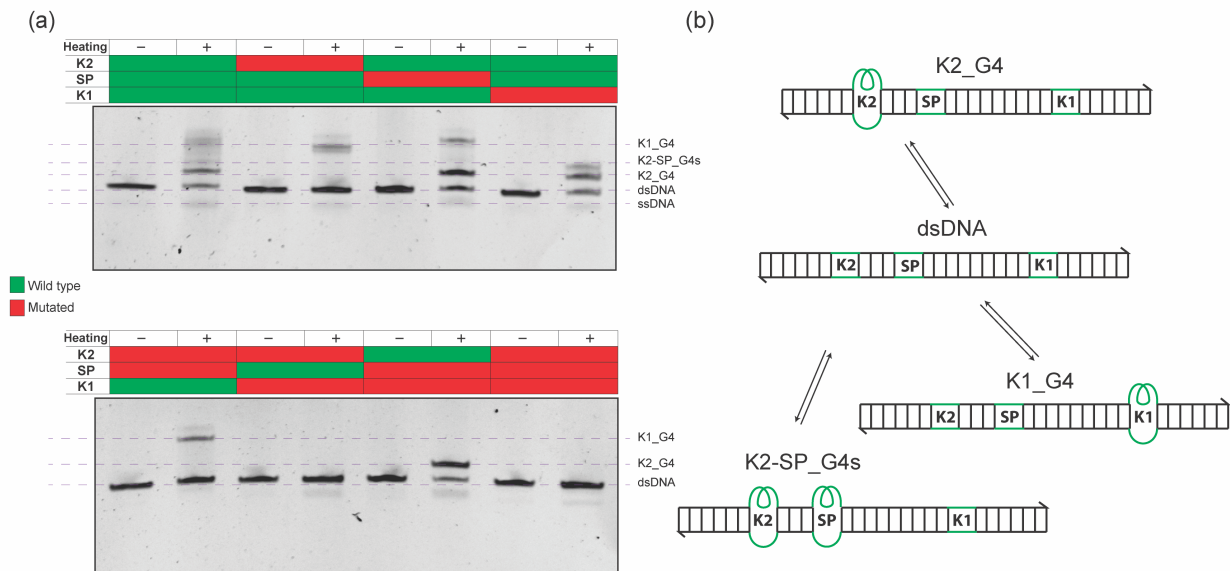 (a)
Heating − + − + − + − +
K2
SP
K1
K1_G4
K2-SP_G4s
K2_G4
dsDNA
ssDNA
Wild type
Mutated
Heating − + − + − + − +
K2
SP
K1
K1_G4
K2_G4
dsDNA
(b)
K2_G4
K2 SP K1
dsDNA
K2 SP K1
K1_G4
K2 SP K1
K2-SP_G4s
K2 SP K1